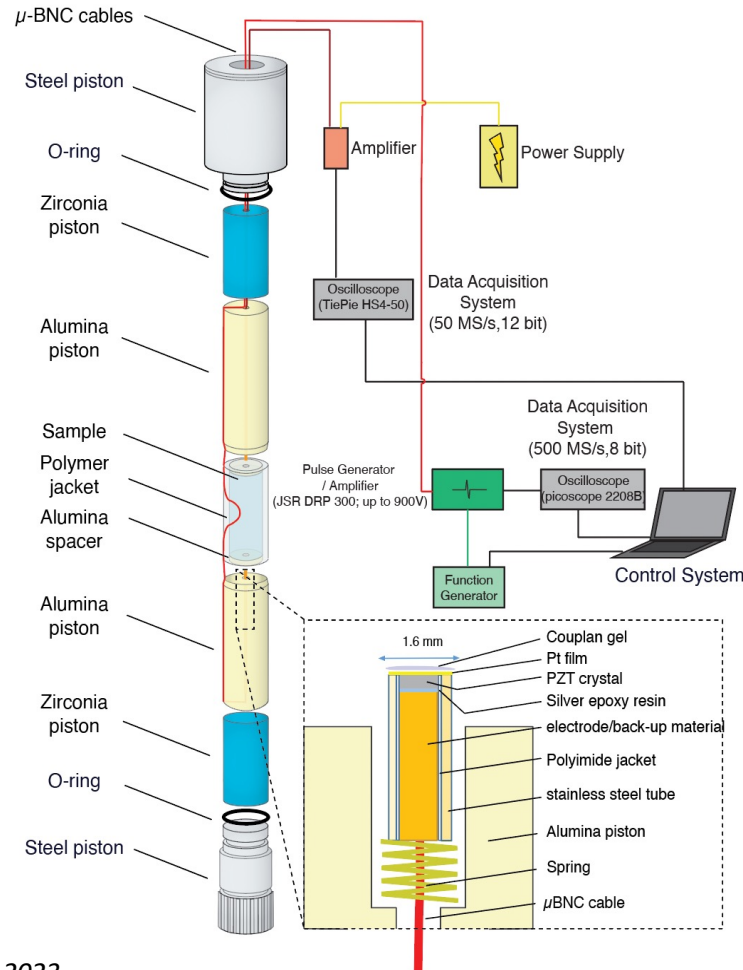 µ-BNC cables
Steel piston
O-ring
Zirconia
piston
Alumina
piston
Sample
Polymer
jacket
Alumina
spacer
Alumina
piston
Zirconia
piston
O-ring
Steel piston
Amplifier
Power Supply
Oscilloscope
(TiePie HS4-50)
Data Acquisition
System
(50 MS/s,12 bit)
Data Acquisition
System
(500 MS/s,8 bit)
Pulse Generator
/ Amplifier
(JSR DRP 300; up to 900V)
Oscilloscope
(picoscope 2208B)
Control System
Function
Generator
1.6 mm
Couplan gel
Pt film
PZT crystal
Silver epoxy resin
electrode/back-up material
Polyimide jacket
stainless steel tube
Alumina piston
Spring
µBNC cable